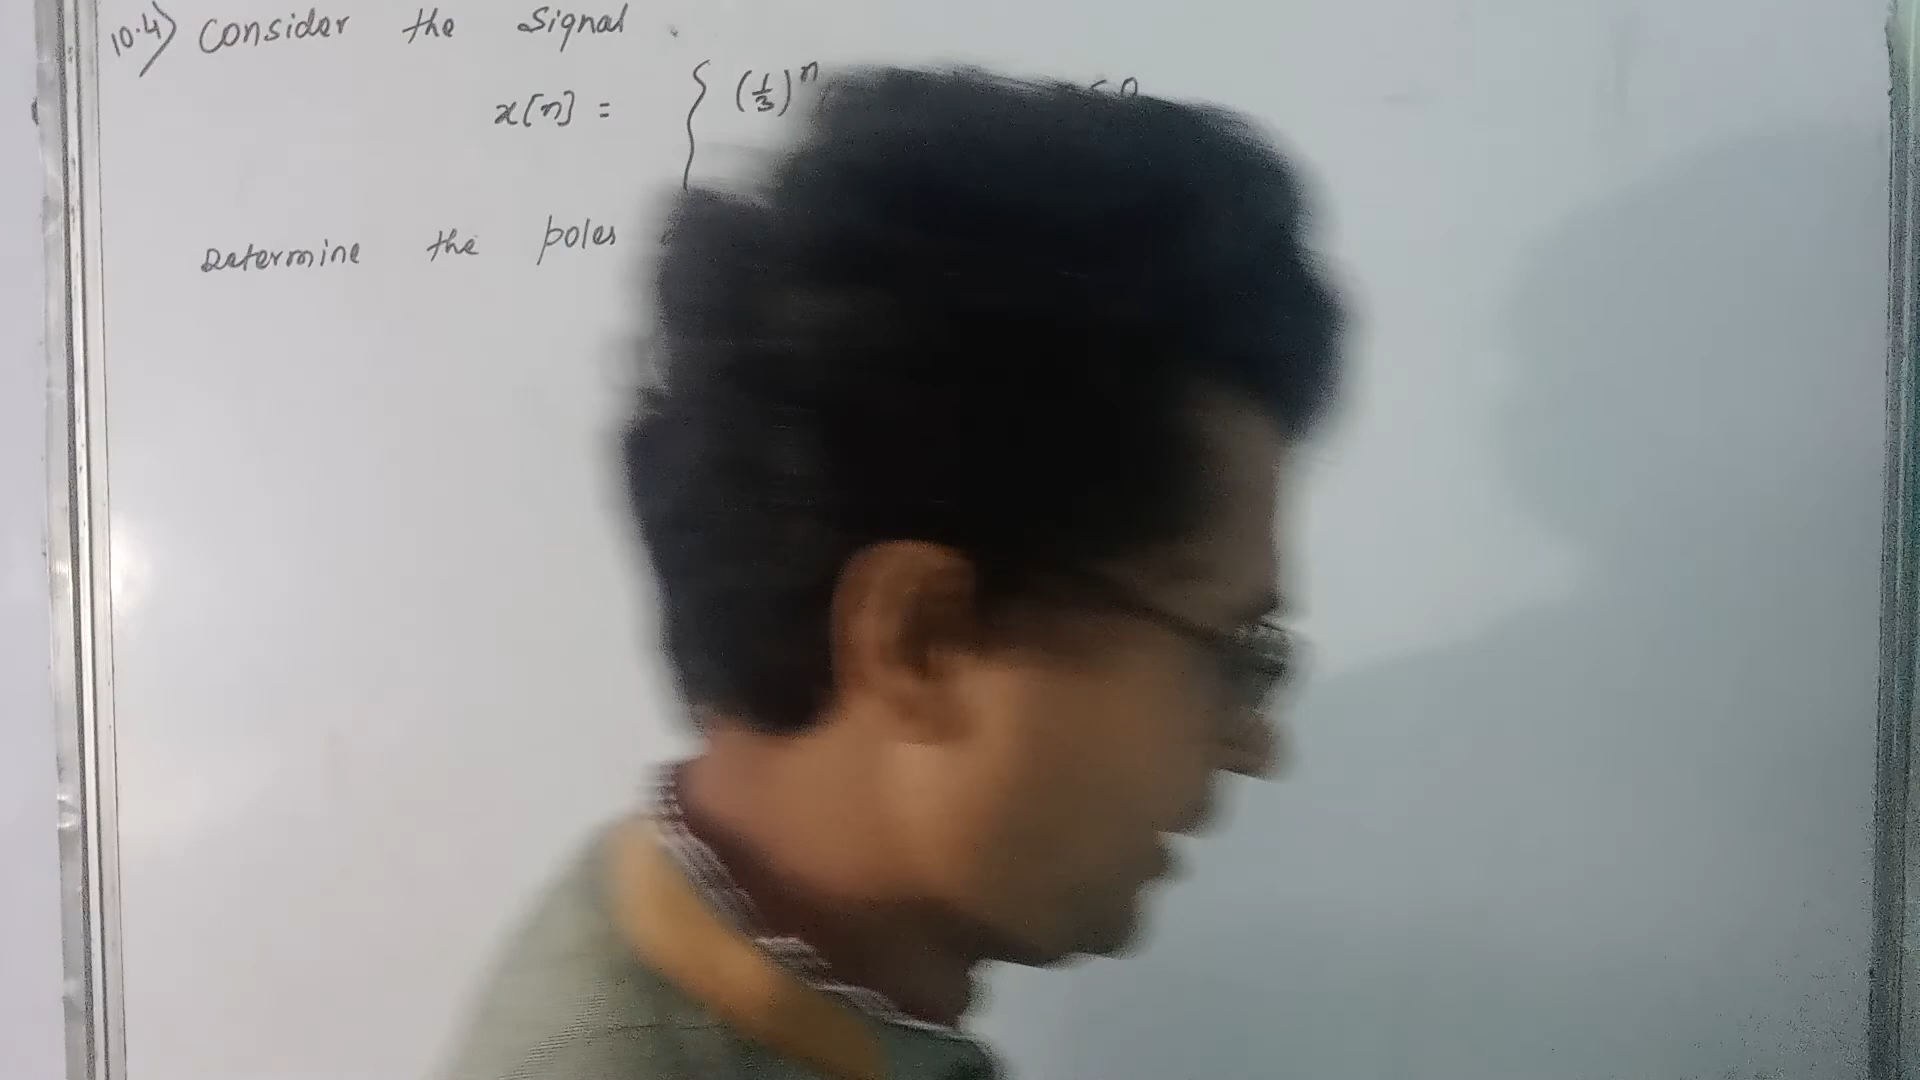 10.4) Consider the Signal
x[n] = { (1/3)^n
Determine the poles